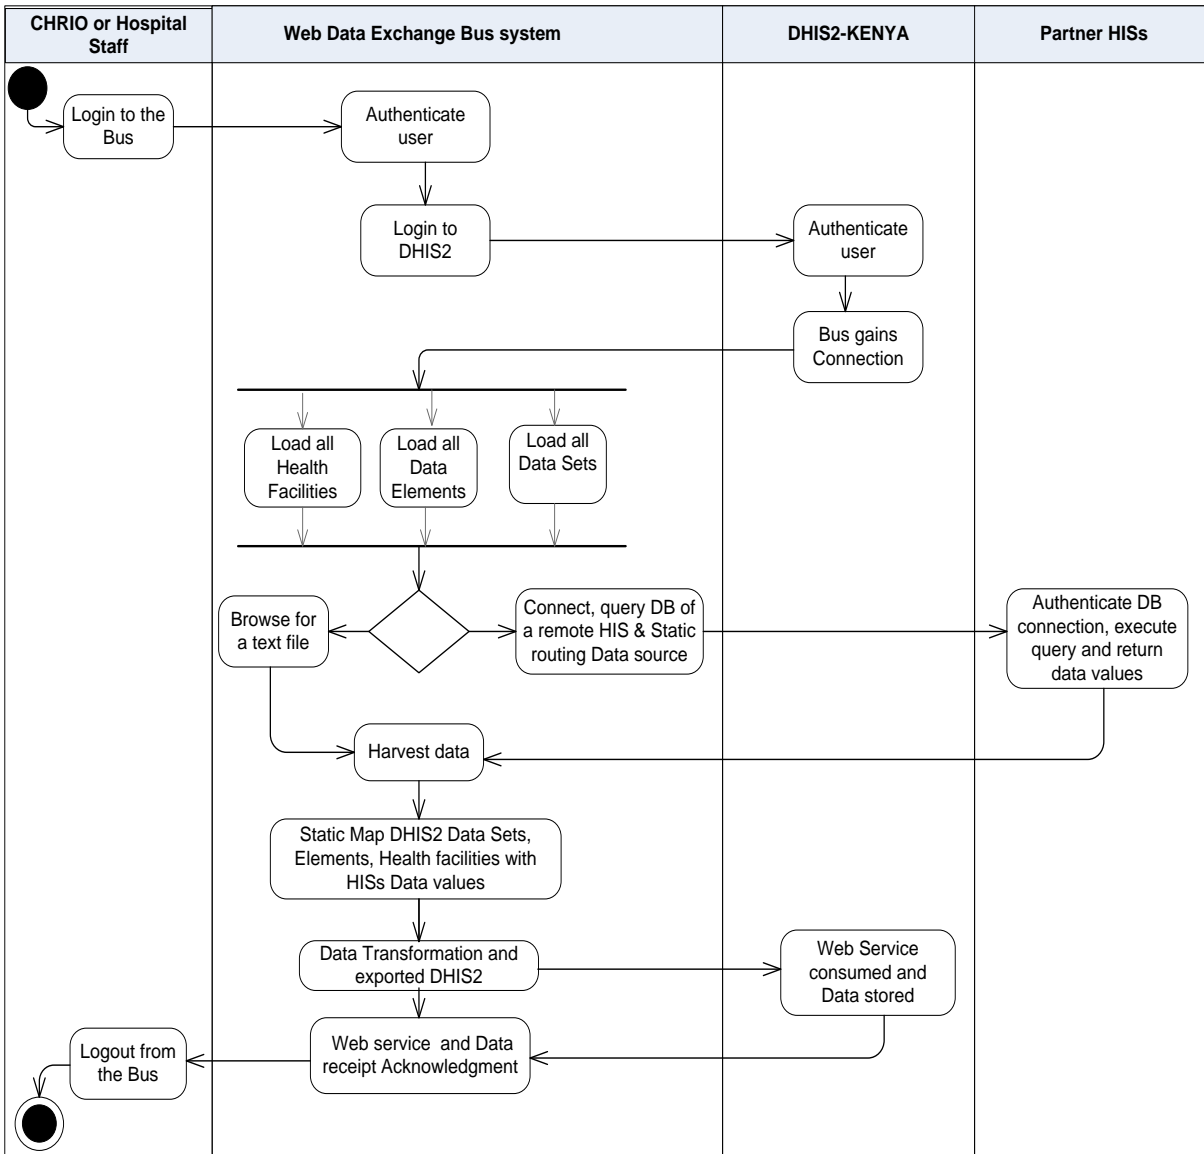 CHRIO or Hospital
Staff
Web Data Exchange Bus system
DHIS2-KENYA
Partner HISs
Login to the
Bus
Authenticate
user
Login to
DHIS2
Authenticate
user
Bus gains
Connection
Load all
Health
Facilities
Load all
Data
Elements
Load all
Data Sets
Browse for
a text file
Connect, query DB of
a remote HIS & Static
routing Data source
Authenticate DB
connection, execute
query and return
data values
Harvest data
Static Map DHIS2 Data Sets,
Elements, Health facilities with
HISs Data values
Data Transformation and
exported DHIS2
Web Service
consumed and
Data stored
Web service and Data
receipt Acknowledgment
Logout from
the Bus